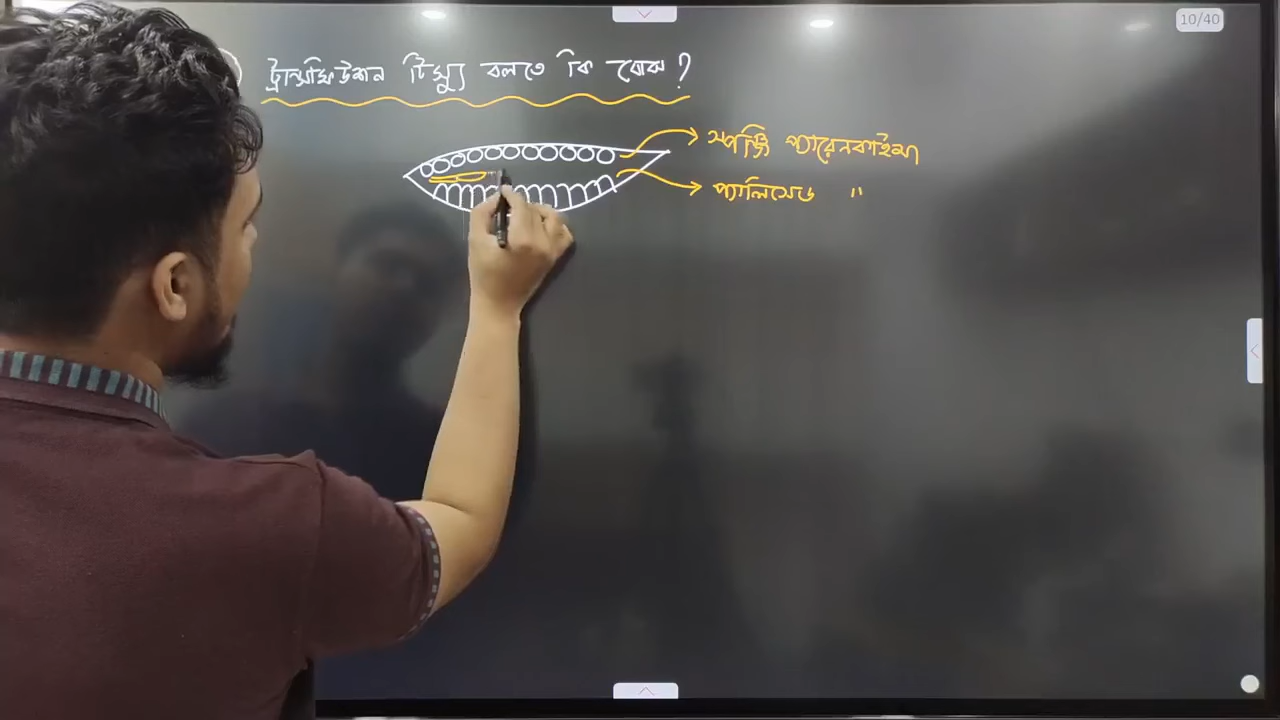 ট্রান্সফিউশন টিস্যু বলতে কি বোঝ?
স্পঞ্জি প্যারেনকাইমা
প্যালিসেড "
10/40